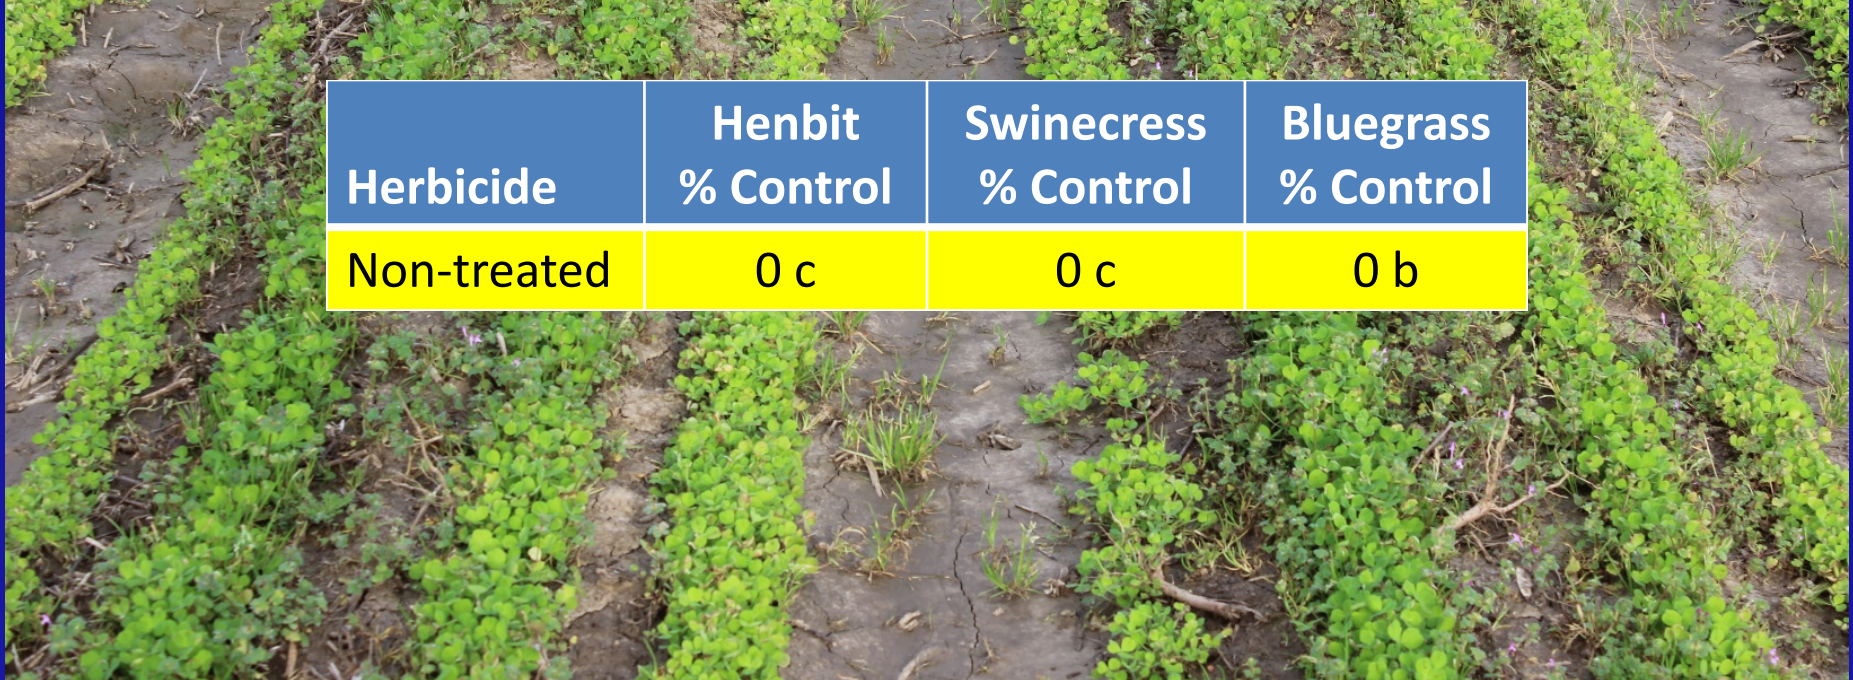 Herbicide Henbit % Control Swinecress % Control Bluegrass % Control
Non-treated 0 c 0 c 0 b